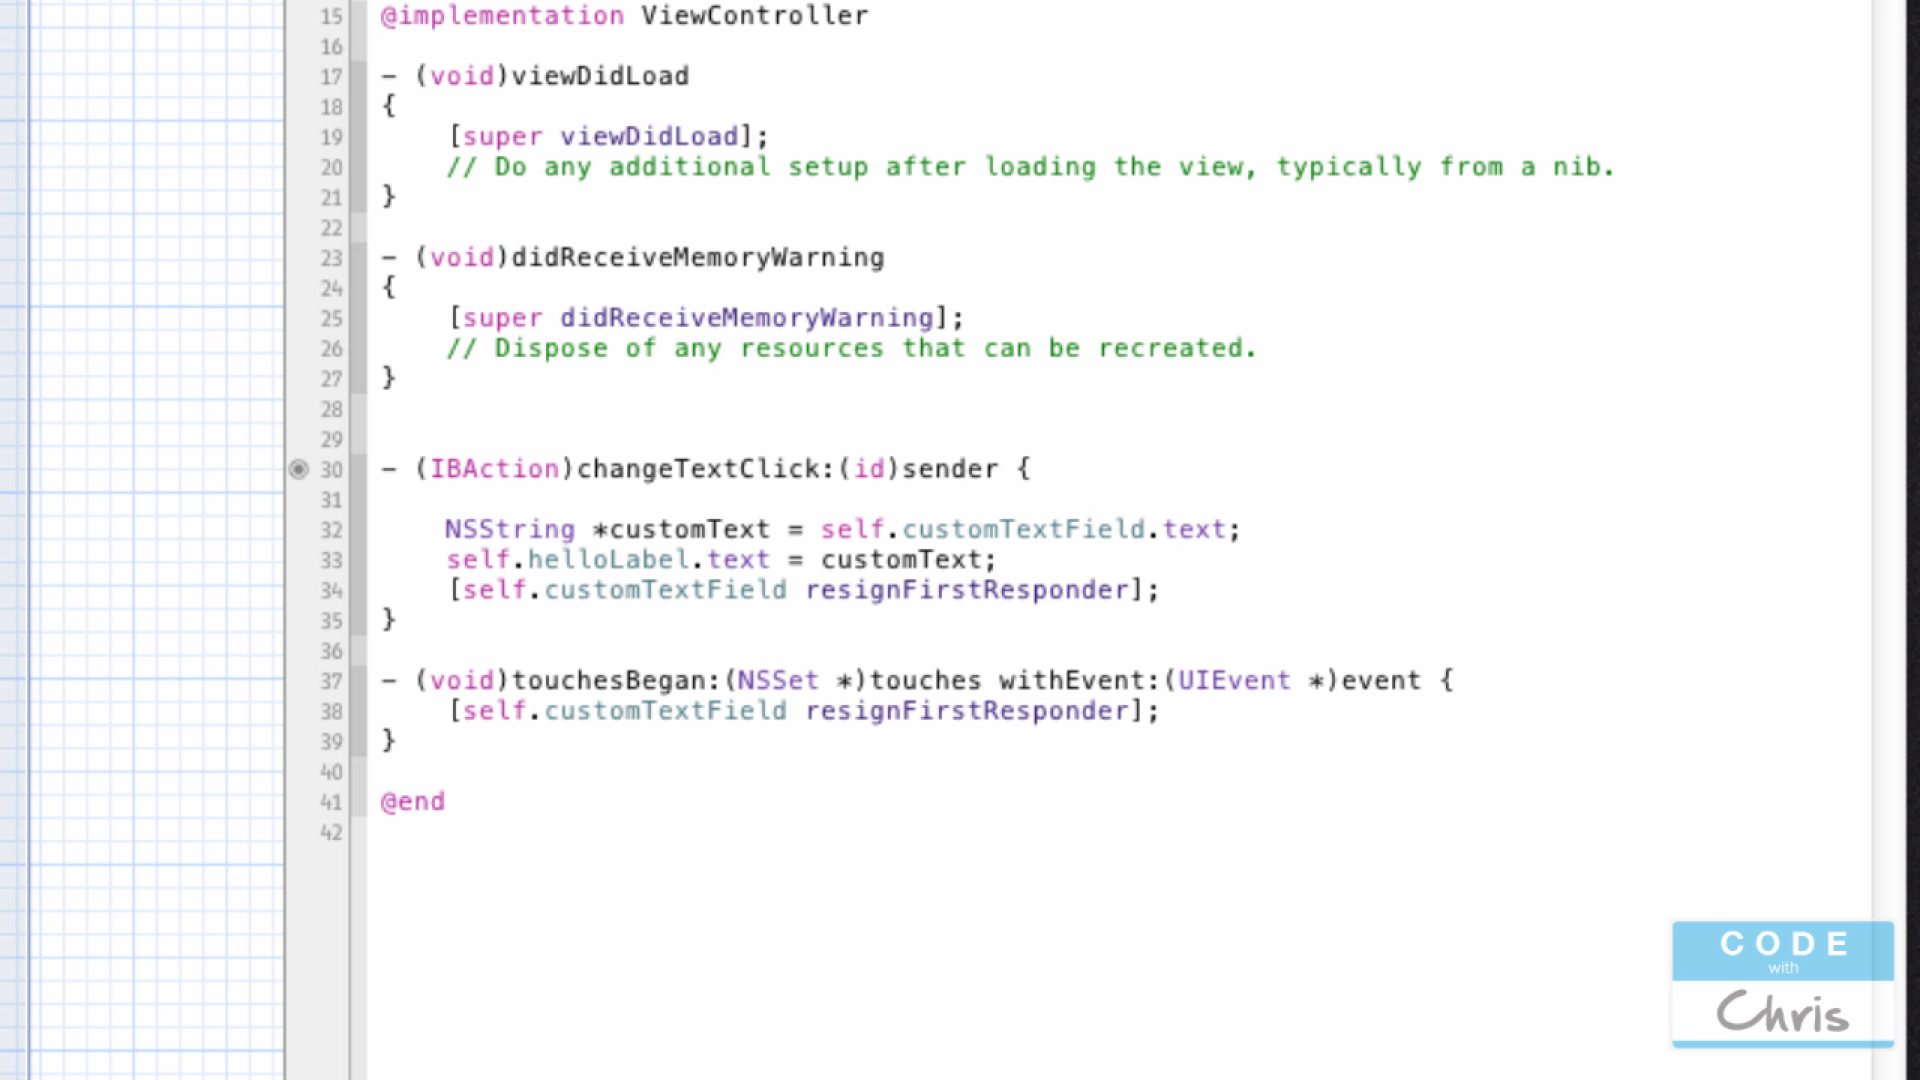 15 @implementation ViewController
16
17 - (void)viewDidLoad
18 {
19     [super viewDidLoad];
20     // Do any additional setup after loading the view, typically from a nib.
21 }
22
23 - (void)didReceiveMemoryWarning
24 {
25     [super didReceiveMemoryWarning];
26     // Dispose of any resources that can be recreated.
27 }
28
29
30 - (IBAction)changeTextClick:(id)sender {
31
32     NSString *customText = self.customTextField.text;
33     self.helloLabel.text = customText;
34     [self.customTextField resignFirstResponder];
35 }
36
37 - (void)touchesBegan:(NSSet *)touches withEvent:(UIEvent *)event {
38     [self.customTextField resignFirstResponder];
39 }
40
41 @end
42
CODE
with
Chris